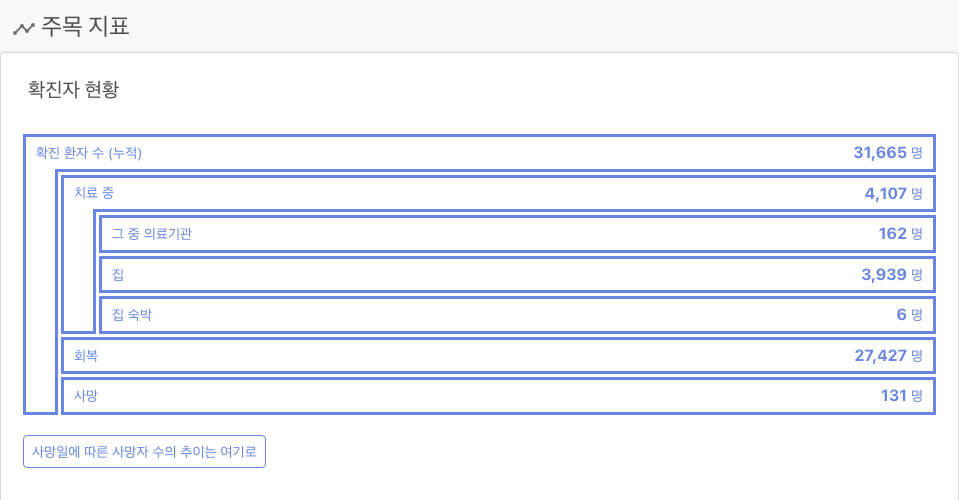 주목 지표
확진자 현황
확진 환자 수 (누적) 31,665 명
치료 중 4,107 명
그 중 의료기관 162 명
집 3,939 명
집 숙박 6 명
회복 27,427 명
사망 131 명
사망일에 따른 사망자 수의 추이는 여기로